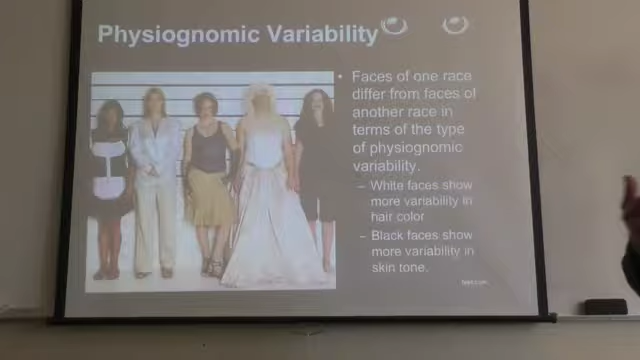 Physiognomic Variability
• Faces of one race
differ from faces of
another race in
terms of the type
of physiognomic
variability.
– White faces show
more variability in
hair color
– Black faces show
more variability in
skin tone.